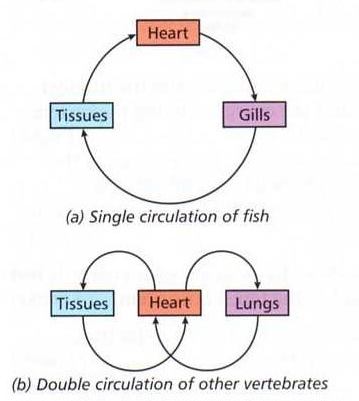 Heart
Tissues Gills
(a) Single circulation of fish
Tissues Heart Lungs
(b) Double circulation of other vertebrates